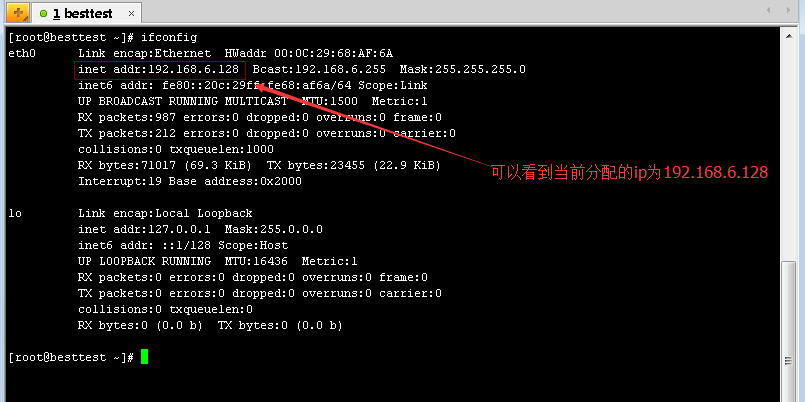 1 besttest
[root@besttest ~]# ifconfig
eth0 Link encap:Ethernet HWaddr 00:0C:29:68:AF:6A
inet addr:192.168.6.128 Bcast:192.168.6.255 Mask:255.255.255.0
inet6 addr: fe80::20c:29ff:fe68:af6a/64 Scope:Link
UP BROADCAST RUNNING MULTICAST MTU:1500 Metric:1
RX packets:987 errors:0 dropped:0 overruns:0 frame:0
TX packets:212 errors:0 dropped:0 overruns:0 carrier:0
collisions:0 txqueuelen:1000
RX bytes:71017 (69.3 KiB) TX bytes:23455 (22.9 KiB)
Interrupt:19 Base address:0x2000
可以看到当前分配的ip为192.168.6.128
lo Link encap:Local Loopback
inet addr:127.0.0.1 Mask:255.0.0.0
inet6 addr: ::1/128 Scope:Host
UP LOOPBACK RUNNING MTU:16436 Metric:1
RX packets:0 errors:0 dropped:0 overruns:0 frame:0
TX packets:0 errors:0 dropped:0 overruns:0 carrier:0
collisions:0 txqueuelen:0
RX bytes:0 (0.0 b) TX bytes:0 (0.0 b)
[root@besttest ~]#